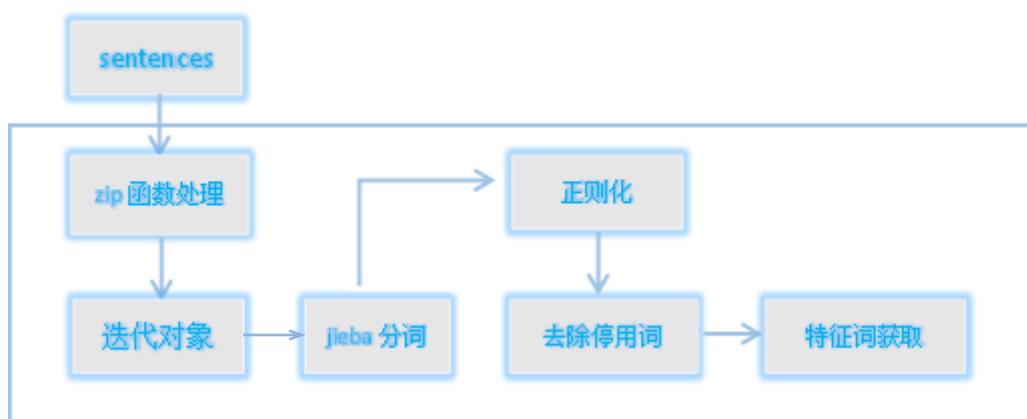 sentences
zip 函数处理
正则化
迭代对象
jieba 分词
去除停用词
特征词获取